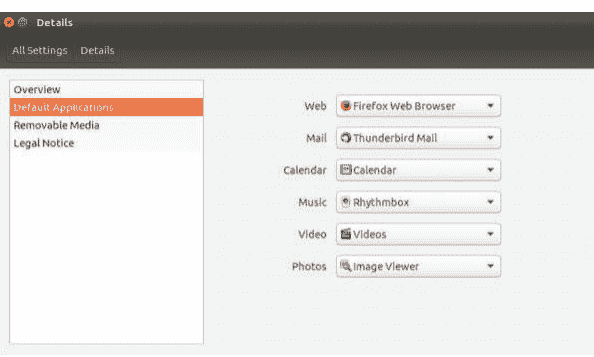 Details
All Settings Details
Overview
Default Applications
Removable Media
Legal Notice
Web Firefox Web Browser
Mail Thunderbird Mail
Calendar Calendar
Music Rhythmbox
Video Videos
Photos Image Viewer